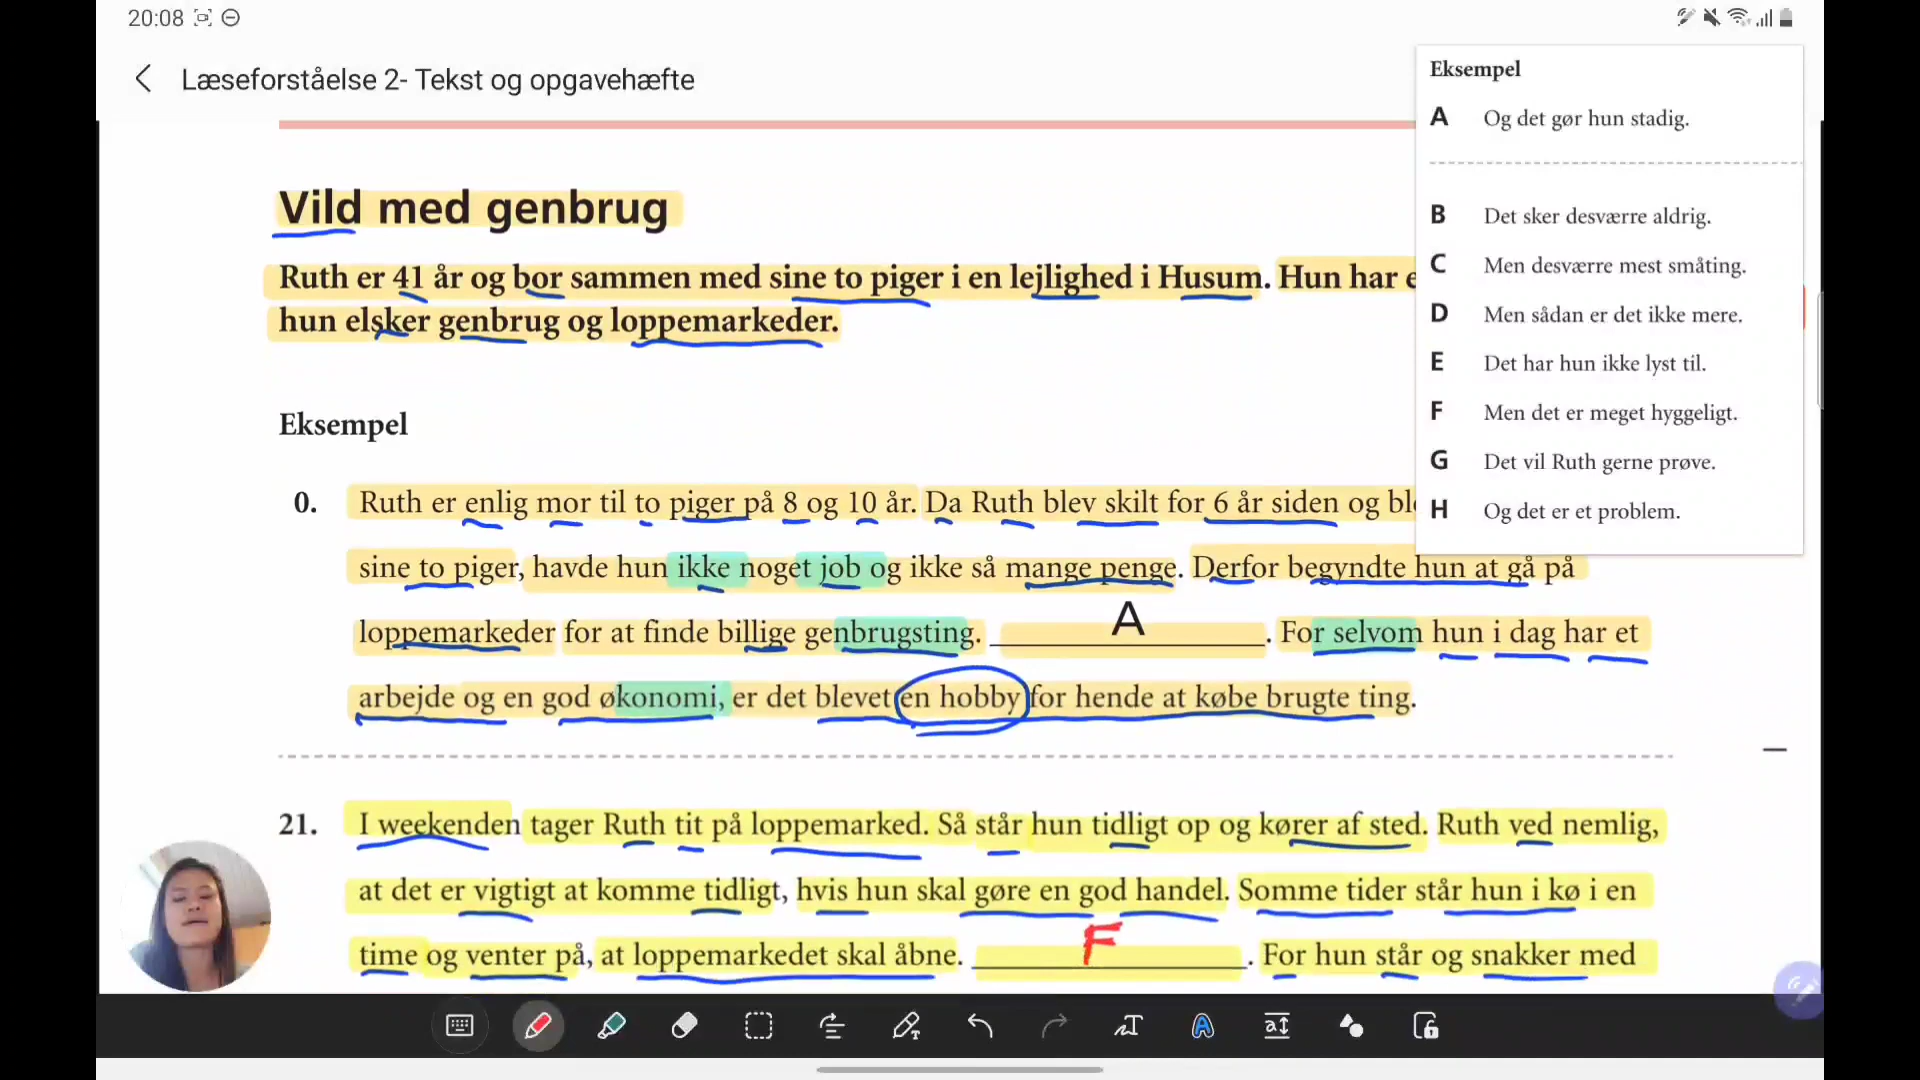 20:08
Læseforståelse 2- Tekst og opgavehæfte
Eksempel
A Og det gør hun stadig.
B Det sker desværre aldrig.
C Men desværre mest småting.
D Men sådan er det ikke mere.
E Det har hun ikke lyst til.
F Men det er meget hyggeligt.
G Det vil Ruth gerne prøve.
H Og det er et problem.
Vild med genbrug
Ruth er 41 år og bor sammen med sine to piger i en lejlighed i Husum. Hun har
hun elsker genbrug og loppemarkeder.
Eksempel
0. Ruth er enlig mor til to piger på 8 og 10 år. Da Ruth blev skilt for 6 år siden og
sine to piger, havde hun ikke noget job og ikke så mange penge. Derfor begyndte hun at gå på
loppemarkeder for at finde billige genbrugsting. A . For selvom hun i dag har et
arbejde og en god økonomi, er det blevet en hobby for hende at købe brugte ting.
21. I weekenden tager Ruth tit på loppemarked. Så står hun tidligt op og kører af sted. Ruth ved nemlig,
at det er vigtigt at komme tidligt, hvis hun skal gøre en god handel. Somme tider står hun i kø i en
time og venter på, at loppemarkedet skal åbne. F . For hun står og snakker med